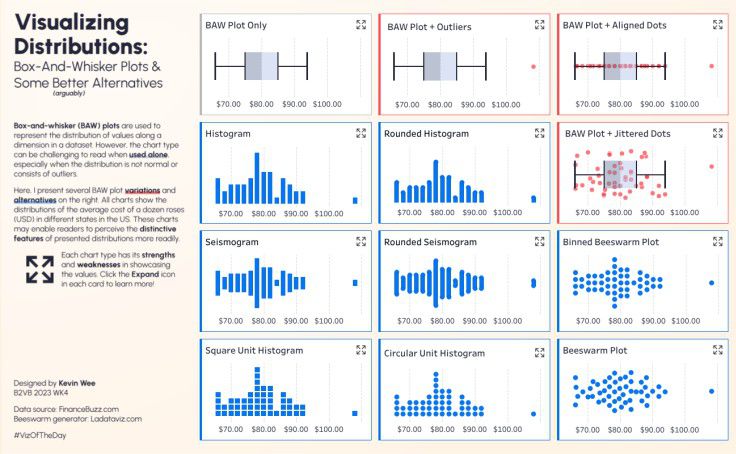 Visualizing
Distributions:
Box-And-Whisker Plots &
Some Better Alternatives
(arguably)
Box-and-whisker (BAW) plots are used to
represent the distribution of values along a
dimension in a dataset. However, the chart type
can be challenging to read when used alone,
especially when the distribution is not normal or
consists of outliers.
Here, I present several BAW plot variations and
alternatives on the right. All charts show the
distributions of the average cost of a dozen roses
(USD) in different states in the US. These charts
may enable readers to perceive the distinctive
features of presented distributions more readily.
Each chart type has its strengths
and weaknesses in showcasing
the values. Click the Expand icon
in each card to learn more!
Designed by Kevin Wee
B2VB 2023 WK4
Data source: FinanceBuzz.com
Beeswarm generator: Ladataviz.com
#VizOfTheDay
BAW Plot Only
$70.00 $80.00 $90.00 $100.00
BAW Plot + Outliers
$70.00 $80.00 $90.00 $100.00
BAW Plot + Aligned Dots
$70.00 $80.00 $90.00 $100.00
Histogram
$70.00 $80.00 $90.00 $100.00
Rounded Histogram
$70.00 $80.00 $90.00 $100.00
BAW Plot + Jittered Dots
$70.00 $80.00 $90.00 $100.00
Seismogram
$70.00 $80.00 $90.00 $100.00
Rounded Seismogram
$70.00 $80.00 $90.00 $100.00
Binned Beeswarm Plot
$70.00 $80.00 $90.00 $100.00
Square Unit Histogram
$70.00 $80.00 $90.00 $100.00
Circular Unit Histogram
$70.00 $80.00 $90.00 $100.00
Beeswarm Plot
$70.00 $80.00 $90.00 $100.00